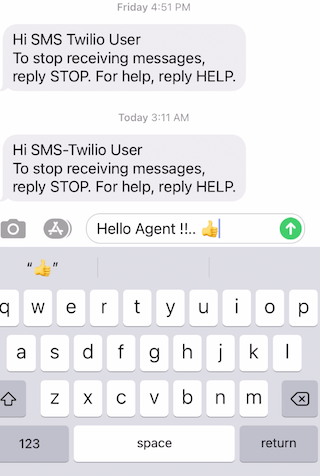 Friday 4:51 PM
Hi SMS Twilio User
To stop receiving messages,
reply STOP. For help, reply HELP.
Today 3:11 AM
Hi SMS-Twilio User
To stop receiving messages,
reply STOP. For help, reply HELP.
Hello Agent !!.. 👍
“👍”
q w e r t y u i o p
a s d f g h j k l
z x c v b n m
123 space return